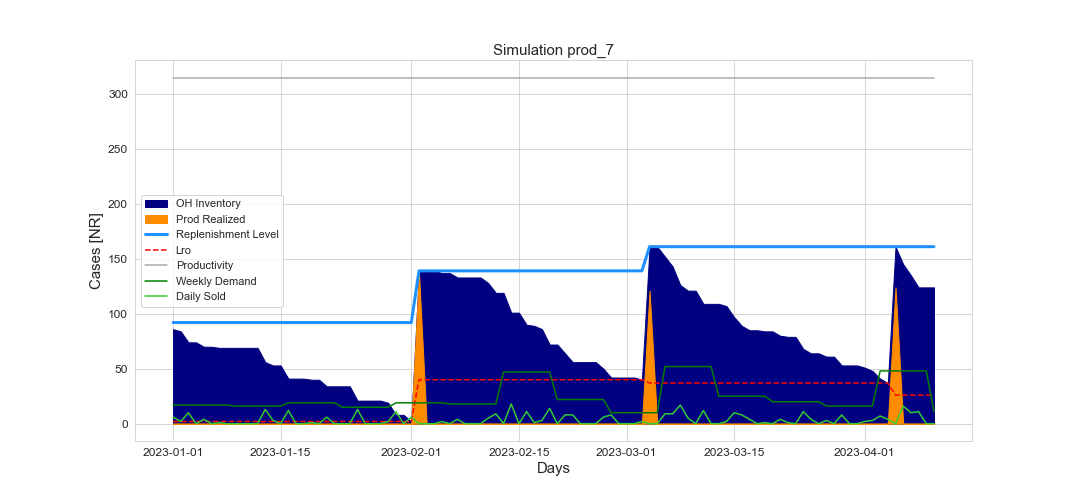 Simulation prod_7
Cases [NR]
300
250
200
150
100
50
0
OH Inventory
Prod Realized
Replenishment Level
Lro
Productivity
Weekly Demand
Daily Sold
2023-01-01 2023-01-15 2023-02-01 2023-02-15 2023-03-01 2023-03-15 2023-04-01
Days